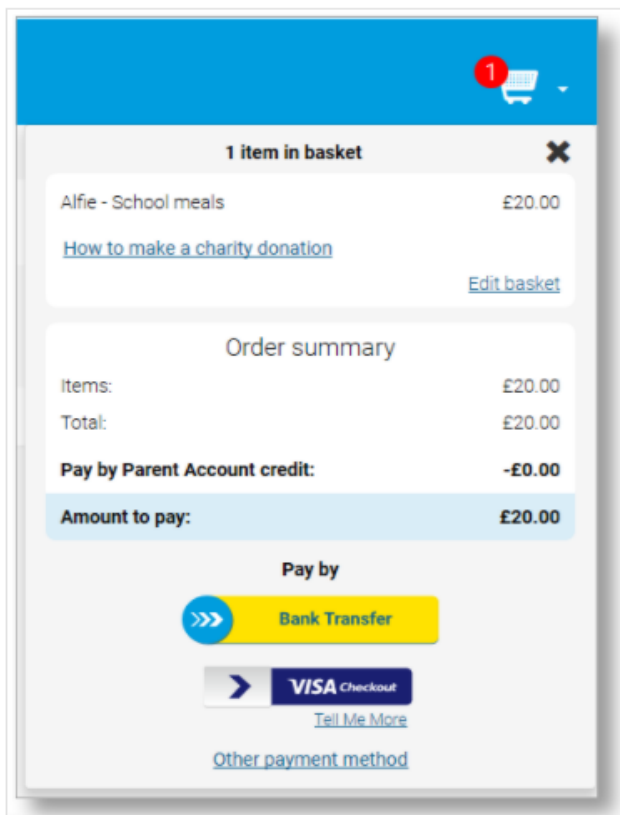 1
1 item in basket
Alfie - School meals £20.00
How to make a charity donation
Edit basket
Order summary
Items: £20.00
Total: £20.00
Pay by Parent Account credit: -£0.00
Amount to pay: £20.00
Pay by
Bank Transfer
VISA Checkout
Tell Me More
Other payment method